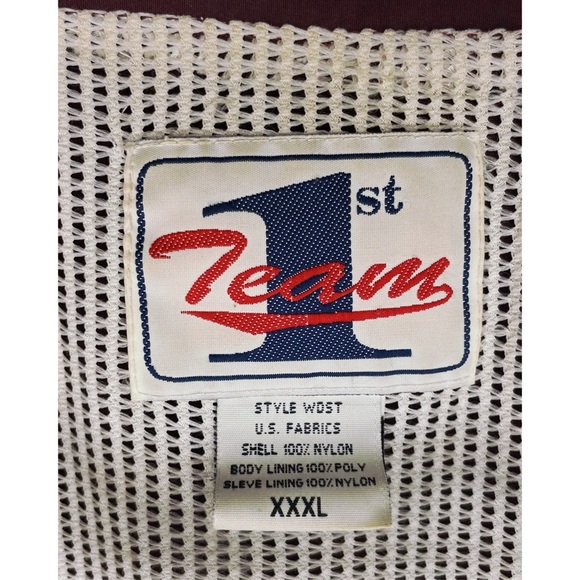 1st
Team
STYLE WDST
U.S. FABRICS
SHELL 100% NYLON
BODY LINING 100% POLY
SLEVE LINING 100% NYLON
XXXL